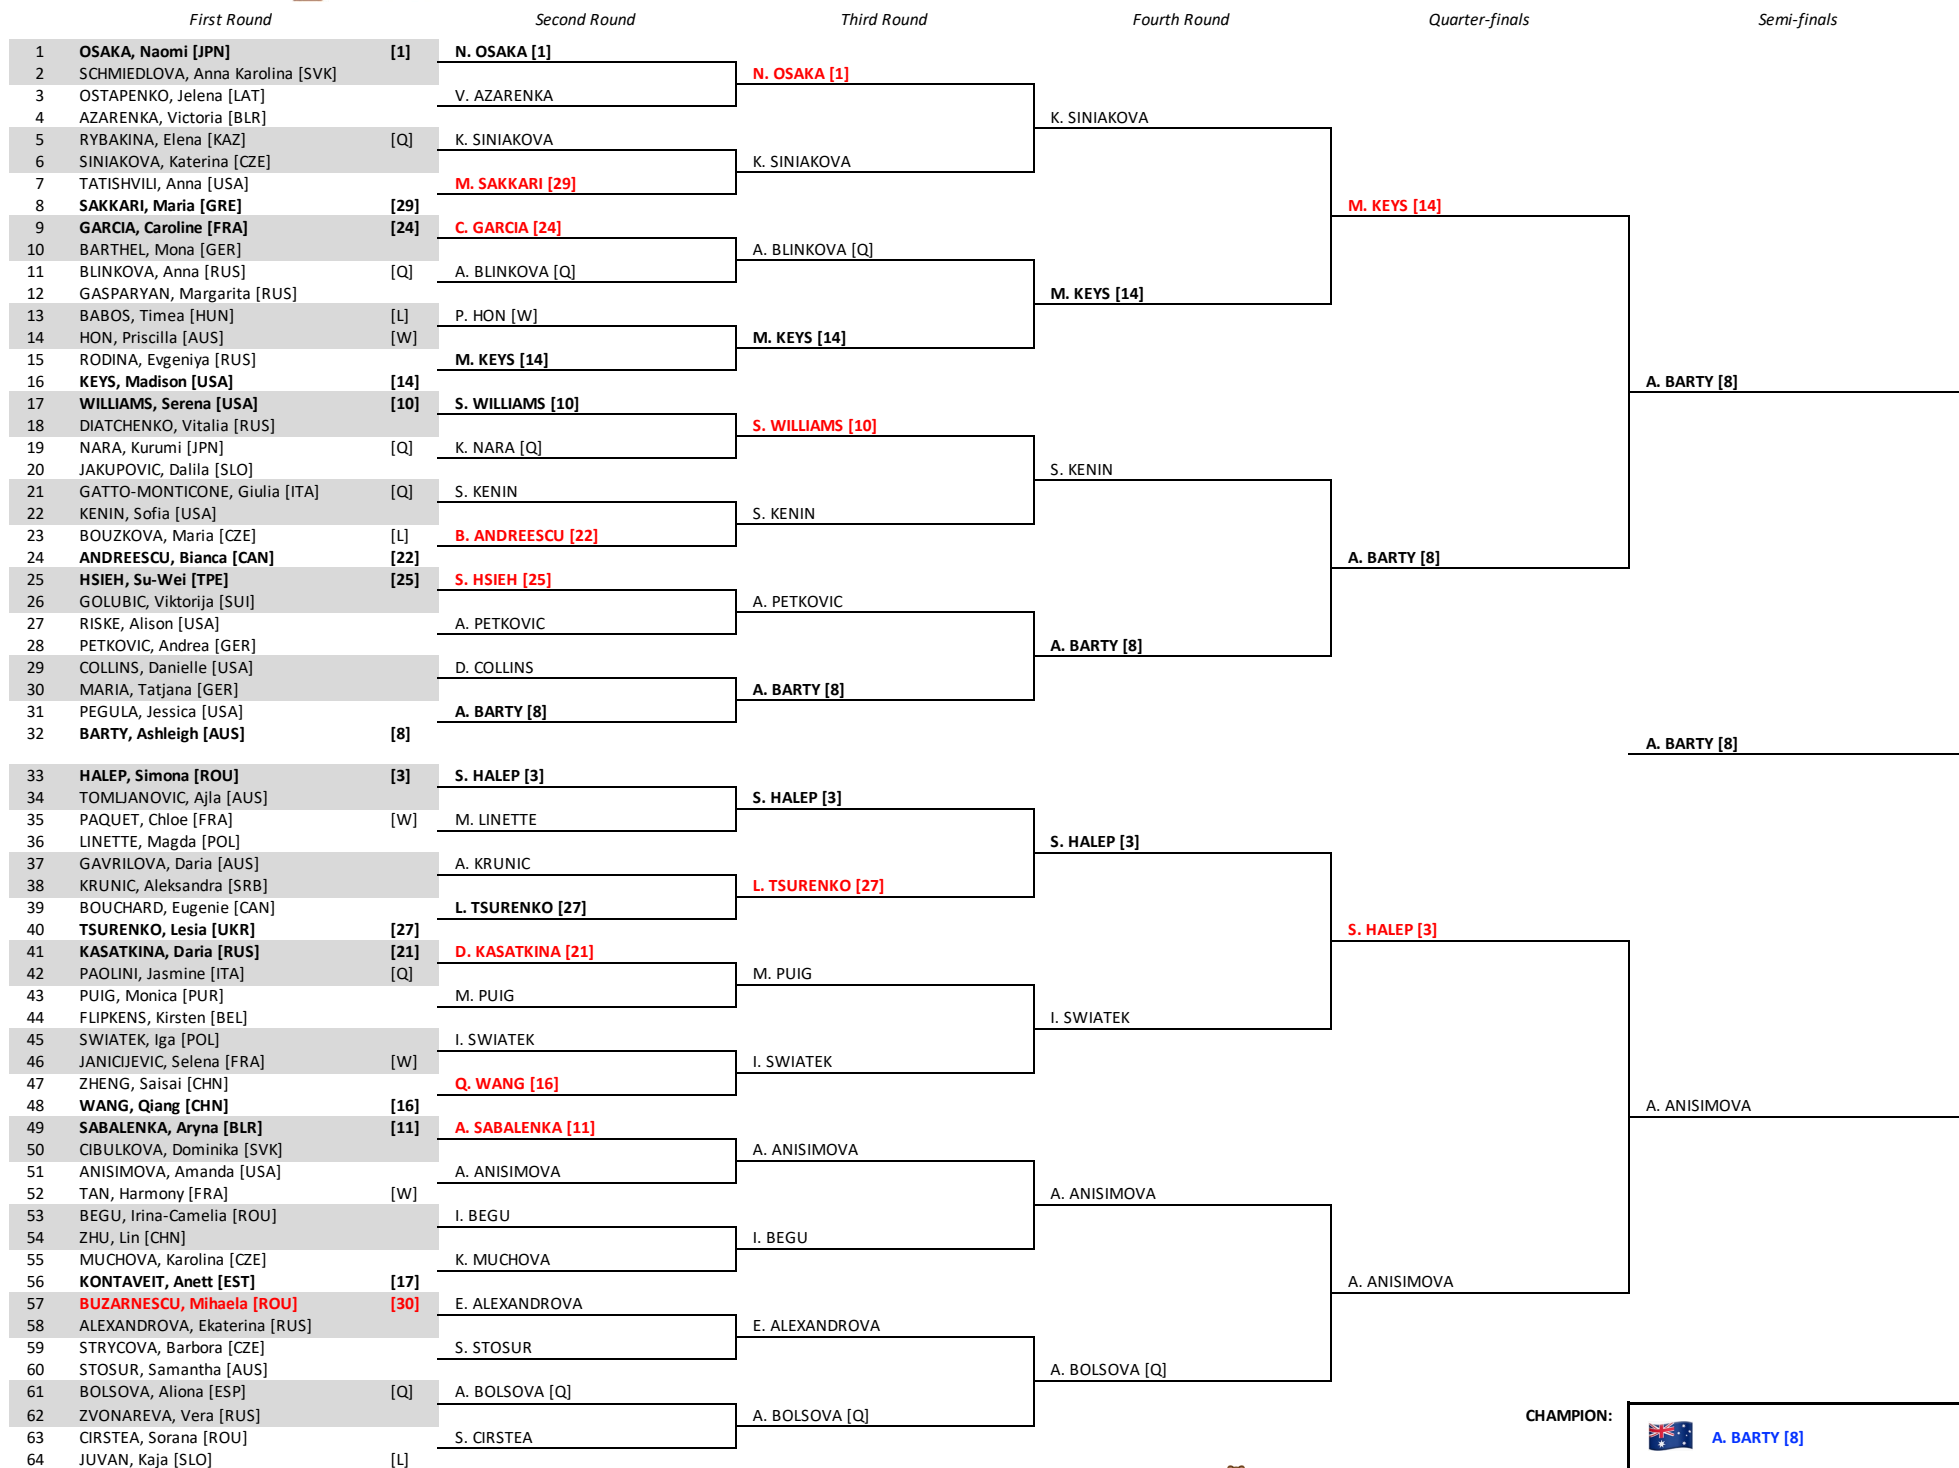 First Round Second Round Third Round Fourth Round Quarter-finals Semi-finals
1 OSAKA, Naomi [JPN] [1] N. OSAKA [1]
2 SCHMIEDLOVA, Anna Karolina [SVK] N. OSAKA [1]
3 OSTAPENKO, Jelena [LAT] V. AZARENKA
4 AZARENKA, Victoria [BLR] K. SINIAKOVA
5 RYBAKINA, Elena [KAZ] [Q] K. SINIAKOVA
6 SINIAKOVA, Katerina [CZE] K. SINIAKOVA
7 TATISHVILI, Anna [USA] M. SAKKARI [29]
8 SAKKARI, Maria [GRE] [29] M. KEYS [14]
9 GARCIA, Caroline [FRA] [24] C. GARCIA [24]
10 BARTHEL, Mona [GER] A. BLINKOVA [Q]
11 BLINKOVA, Anna [RUS] [Q] A. BLINKOVA [Q]
12 GASPARYAN, Margarita [RUS] M. KEYS [14]
13 BABOS, Timea [HUN] [L] P. HON [W]
14 HON, Priscilla [AUS] [W] M. KEYS [14]
15 RODINA, Evgeniya [RUS] M. KEYS [14]
16 KEYS, Madison [USA] [14] A. BARTY [8]
17 WILLIAMS, Serena [USA] [10] S. WILLIAMS [10]
18 DIATCHENKO, Vitalia [RUS] S. WILLIAMS [10]
19 NARA, Kurumi [JPN] [Q] K. NARA [Q]
20 JAKUPOVIC, Dalila [SLO] S. KENIN
21 GATTO-MONTICONE, Giulia [ITA] [Q] S. KENIN
22 KENIN, Sofia [USA] S. KENIN
23 BOUZKOVA, Maria [CZE] [L] B. ANDREESCU [22]
24 ANDREESCU, Bianca [CAN] [22] A. BARTY [8]
25 HSIEH, Su-Wei [TPE] [25] S. HSIEH [25]
26 GOLUBIC, Viktorija [SUI] A. PETKOVIC
27 RISKE, Alison [USA] A. PETKOVIC
28 PETKOVIC, Andrea [GER] A. BARTY [8]
29 COLLINS, Danielle [USA] D. COLLINS
30 MARIA, Tatjana [GER] A. BARTY [8]
31 PEGULA, Jessica [USA] A. BARTY [8]
32 BARTY, Ashleigh [AUS] [8]
A. BARTY [8]
33 HALEP, Simona [ROU] [3] S. HALEP [3]
34 TOMLJANOVIC, Ajla [AUS] S. HALEP [3]
35 PAQUET, Chloe [FRA] [W] M. LINETTE
36 LINETTE, Magda [POL] S. HALEP [3]
37 GAVRILOVA, Daria [AUS] A. KRUNIC
38 KRUNIC, Aleksandra [SRB] L. TSURENKO [27]
39 BOUCHARD, Eugenie [CAN] L. TSURENKO [27]
40 TSURENKO, Lesia [UKR] [27] S. HALEP [3]
41 KASATKINA, Daria [RUS] [21] D. KASATKINA [21]
42 PAOLINI, Jasmine [ITA] [Q] M. PUIG
43 PUIG, Monica [PUR] M. PUIG
44 FLIPKENS, Kirsten [BEL] I. SWIATEK
45 SWIATEK, Iga [POL] I. SWIATEK
46 JANICIJEVIC, Selena [FRA] [W] I. SWIATEK
47 ZHENG, Saisai [CHN] Q. WANG [16]
48 WANG, Qiang [CHN] [16] A. ANISIMOVA
49 SABALENKA, Aryna [BLR] [11] A. SABALENKA [11]
50 CIBULKOVA, Dominika [SVK] A. ANISIMOVA
51 ANISIMOVA, Amanda [USA] A. ANISIMOVA
52 TAN, Harmony [FRA] [W] A. ANISIMOVA
53 BEGU, Irina-Camelia [ROU] I. BEGU
54 ZHU, Lin [CHN] I. BEGU
55 MUCHOVA, Karolina [CZE] K. MUCHOVA
56 KONTAVEIT, Anett [EST] [17] A. ANISIMOVA
57 BUZARNESCU, Mihaela [ROU] [30] E. ALEXANDROVA
58 ALEXANDROVA, Ekaterina [RUS] E. ALEXANDROVA
59 STRYCOVA, Barbora [CZE] S. STOSUR
60 STOSUR, Samantha [AUS] A. BOLSOVA [Q]
61 BOLSOVA, Aliona [ESP] [Q] A. BOLSOVA [Q]
62 ZVONAREVA, Vera [RUS] A. BOLSOVA [Q] CHAMPION:
63 CIRSTEA, Sorana [ROU] S. CIRSTEA A. BARTY [8]
64 JUVAN, Kaja [SLO] [L]